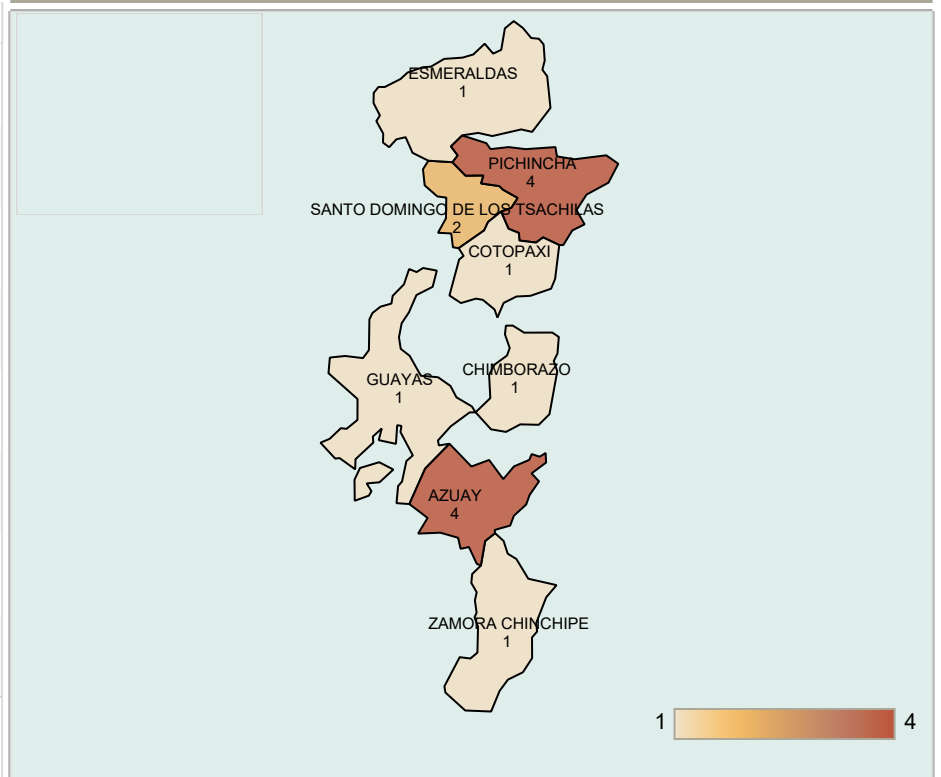 ESMERALDAS
1
PICHINCHA
4
SANTO DOMINGO DE LOS TSACHILAS
2
COTOPAXI
1
CHIMBORAZO
1
GUAYAS
1
AZUAY
4
ZAMORA CHINCHIPE
1
1 4